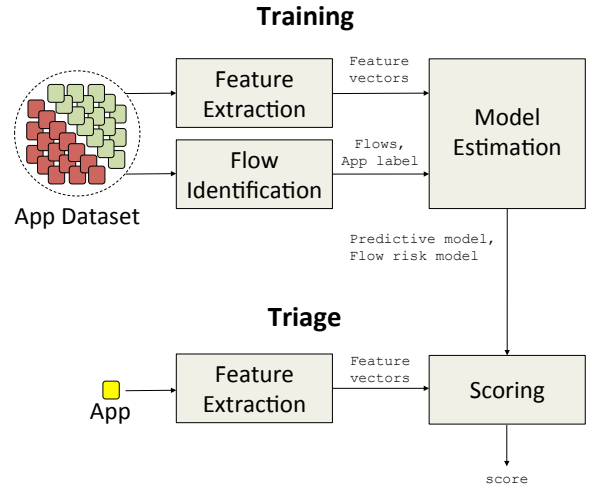 Training
Feature
Extraction
Feature
vectors
Model
Estimation
Flow
Identification
Flows,
App label
App Dataset
Predictive model,
Flow risk model
Triage
App
Feature
Extraction
Feature
vectors
Scoring
score